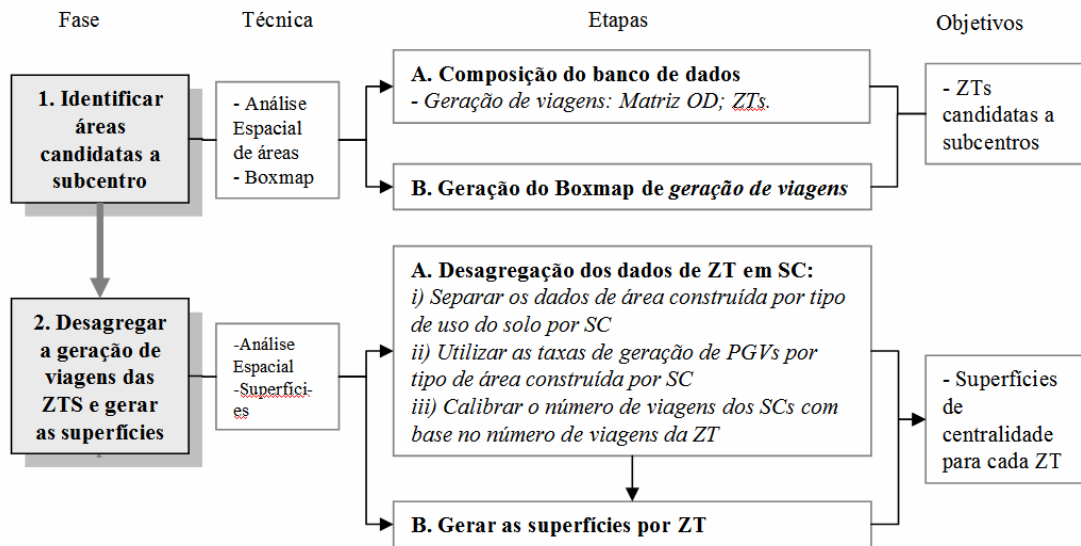 Fase
Técnica
Etapas
Objetivos
1. Identificar
áreas
candidatas a
subcentro
- Análise
Espacial
de áreas
- Boxmap
A. Composição do banco de dados
- Geração de viagens: Matriz OD; ZTs.
B. Geração do Boxmap de geração de viagens
- ZTs
candidatas a
subcentros
2. Desagregar
a geração de
viagens das
ZTS e gerar
as superfícies
-Análise
Espacial
-Superfíci-
es
A. Desagregação dos dados de ZT em SC:
i) Separar os dados de área construída por tipo
de uso do solo por SC
ii) Utilizar as taxas de geração de PGVs por
tipo de área construída por SC
iii) Calibrar o número de viagens dos SCs com
base no número de viagens da ZT
B. Gerar as superfícies por ZT
- Superfícies
de
centralidade
para cada ZT